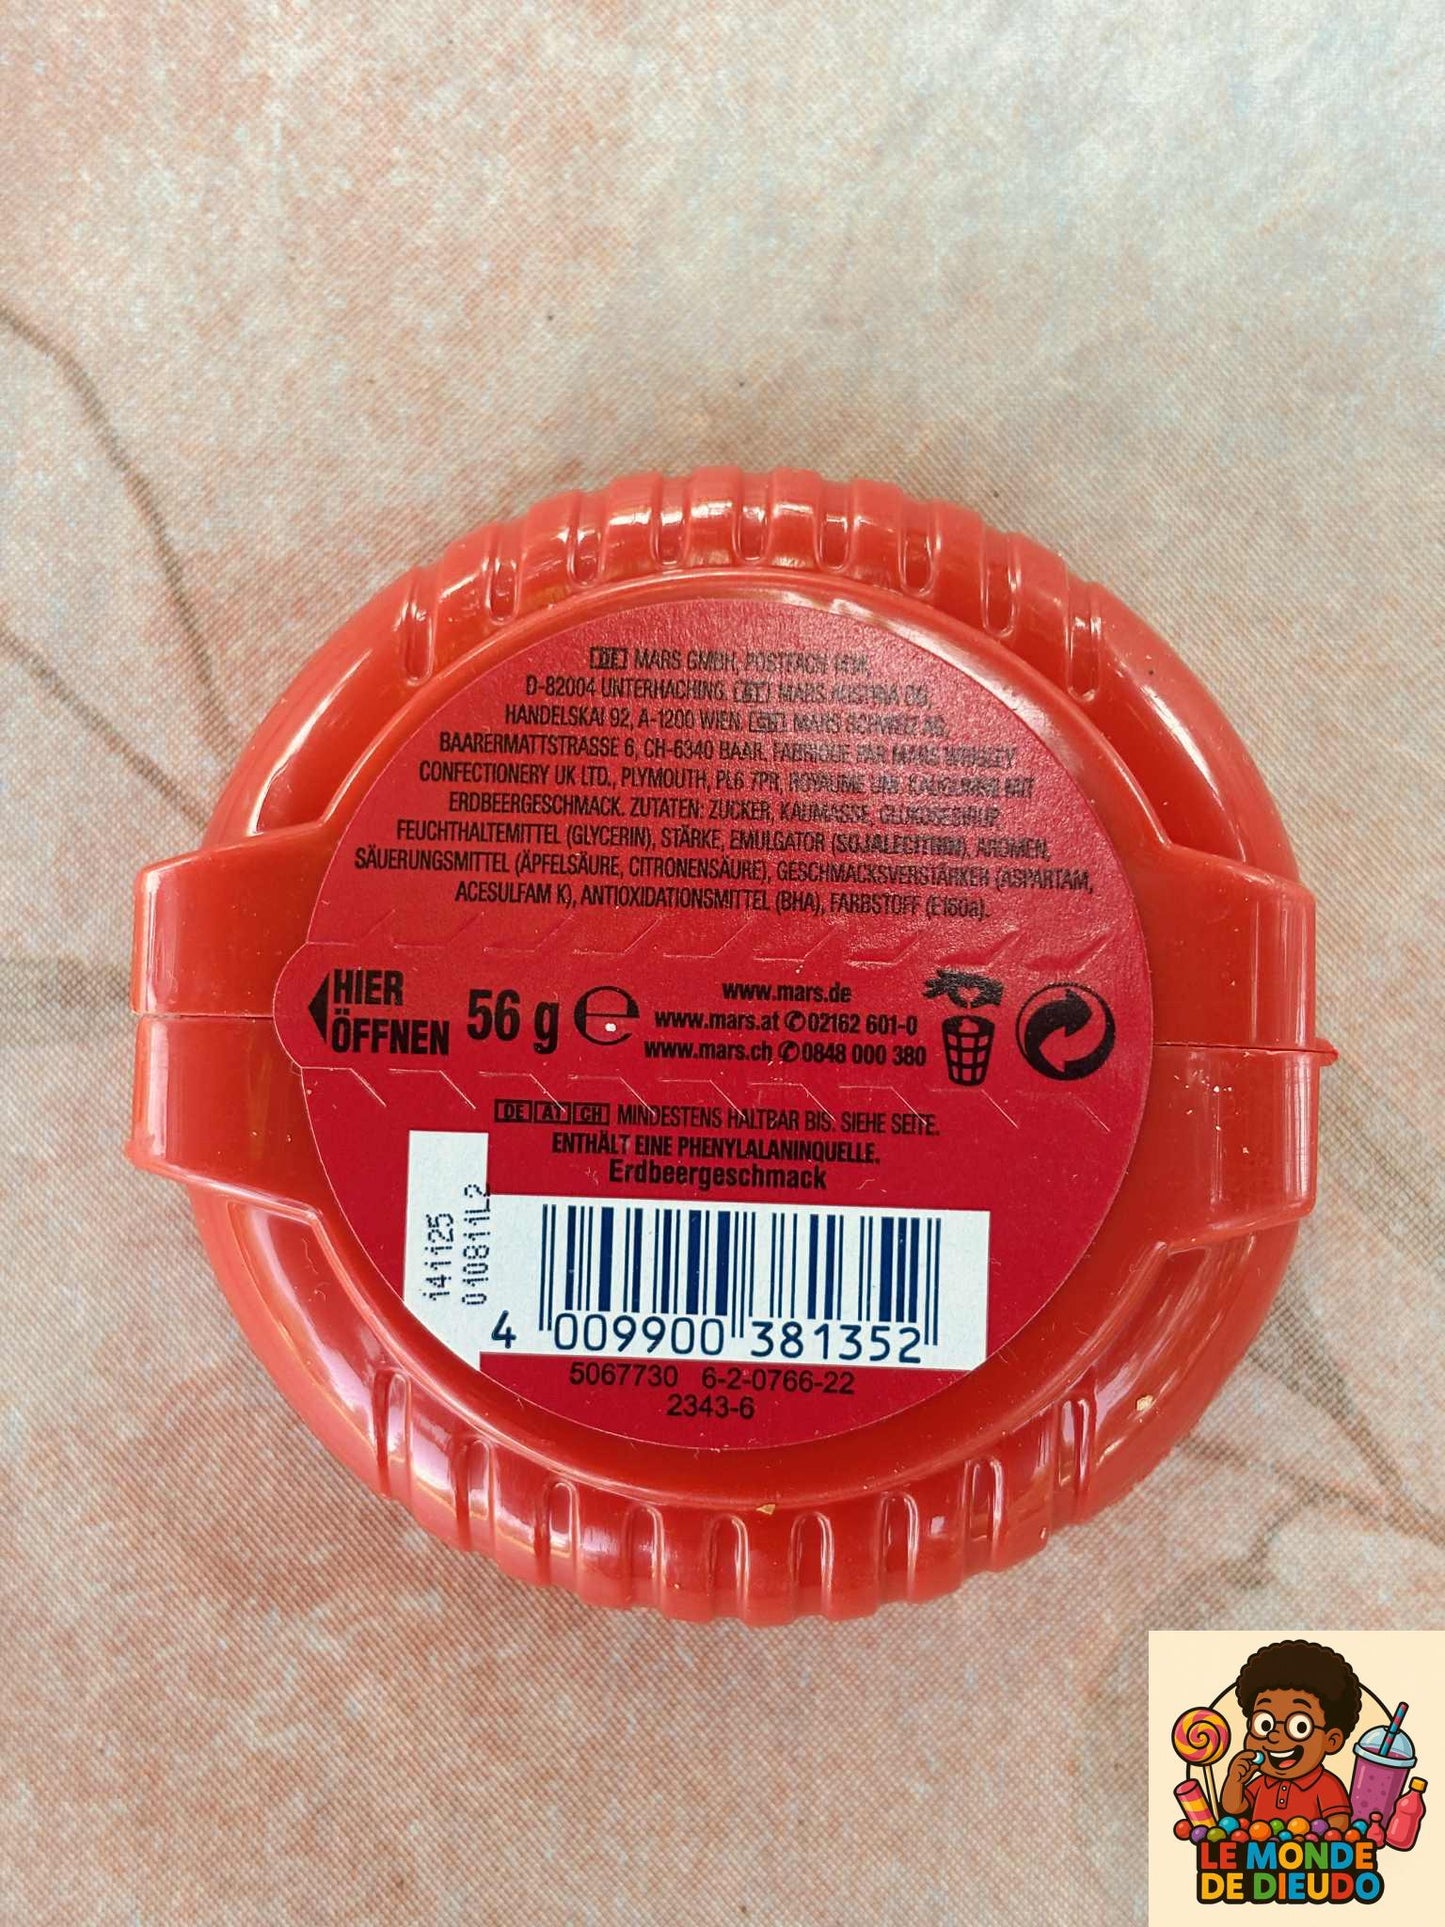 DE MARS GMBH, POSTFACH
D-82004 UNTERHACHING. AT MARS AUSTRIA OG,
HANDELSKAI 92, A-1200 WIEN. CH MARS SCHWEIZ AG,
BAARERMATTSTRASSE 6, CH-6340 BAAR. FABRIQUÉ PAR MARS WRIGLEY
CONFECTIONERY UK LTD., PLYMOUTH, PL6 7PR, ROYAUME UNI. KAUGUMMI MIT
ERDBEERGESCHMACK. ZUTATEN: ZUCKER, KAUMASSE, GLUKOSESIRUP,
FEUCHTHALTEMITTEL (GLYCERIN), STÄRKE, EMULGATOR (SOJALECITHIN), AROMEN,
SÄUERUNGSMITTEL (ÄPFELSÄURE, CITRONENSÄURE), GESCHMACKSVERSTÄRKER (ASPARTAM,
ACESULFAM K), ANTIOXIDATIONSMITTEL (BHA), FARBSTOFF (E150a).
HIER
ÖFFNEN
56 g ℮
www.mars.de
www.mars.at ✆02162 601-0
www.mars.ch ✆0848 000 380
DE AT CH MINDESTENS HALTBAR BIS: SIEHE SEITE.
ENTHÄLT EINE PHENYLALANINQUELLE.
Erdbeergeschmack
141125
010811L2
4 009900 381352
5067730 6-2-0766-22
2343-6
LE MONDE
DE DIEUDO